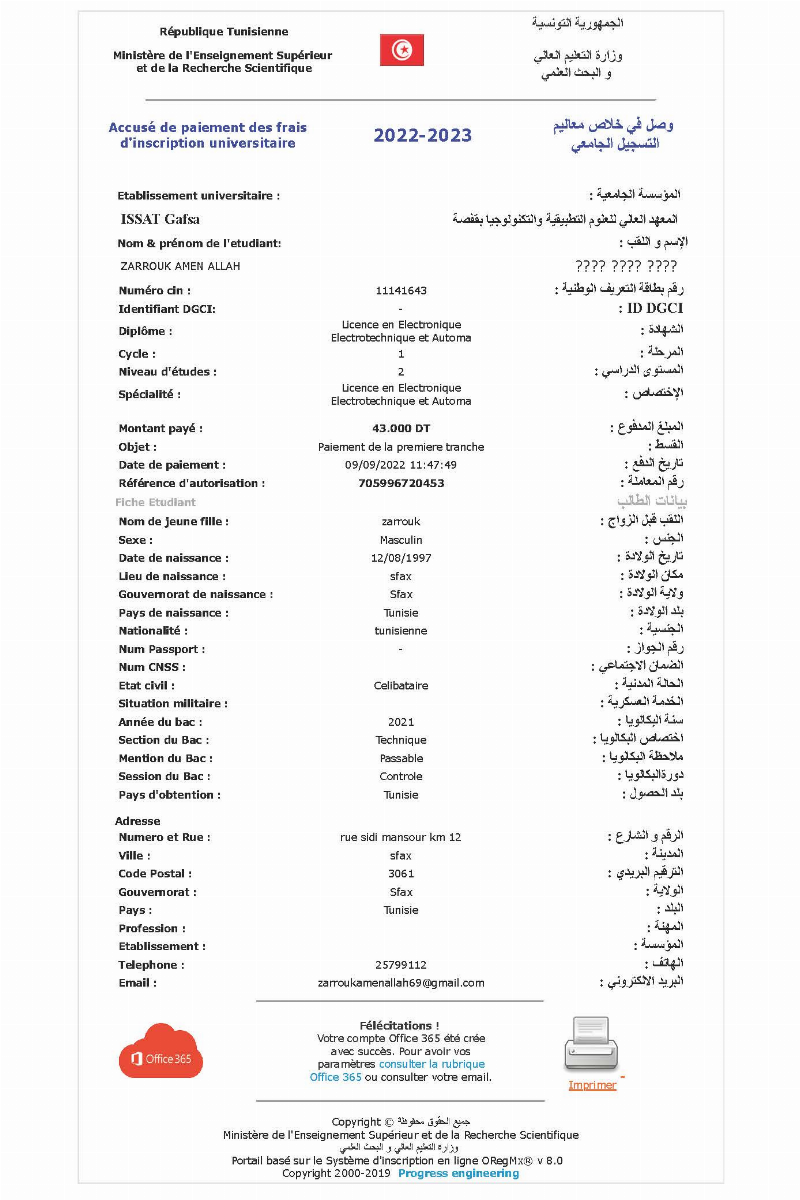 République Tunisienne
الجمهورية التونسية
Ministère de l'Enseignement Supérieur
et de la Recherche Scientifique
وزارة التعليم العالي
و البحث العلمي
Accusé de paiement des frais
d'inscription universitaire
2022-2023
وصل في خلاص معاليم
التسجيل الجامعي
Etablissement universitaire :
المؤسسة الجامعية :
ISSAT Gafsa
المعهد العالي للعلوم التطبيقية والتكنولوجيا بقفصة
Nom & prénom de l'etudiant:
الإسم و اللقب :
ZARROUK AMEN ALLAH
???? ???? ????
Numéro cin : 11141643 رقم بطاقة التعريف الوطنية :
Identifiant DGCI: - ID DGCI :
Diplôme : Licence en Electronique
Electrotechnique et Automa الشهادة :
Cycle : 1 المرحلة :
Niveau d'études : 2 المستوى الدراسي :
Spécialité : Licence en Electronique
Electrotechnique et Automa الإختصاص :
Montant payé : 43.000 DT المبلغ المدفوع :
Objet : Paiement de la premiere tranche القسط :
Date de paiement : 09/09/2022 11:47:49 تاريخ الدفع :
Référence d'autorisation : 705996720453 رقم المعاملة :
Fiche Etudiant بيانات الطالب
Nom de jeune fille : zarrouk اللقب قبل الزواج :
Sexe : Masculin الجنس :
Date de naissance : 12/08/1997 تاريخ الولادة :
Lieu de naissance : sfax مكان الولادة :
Gouvernorat de naissance : Sfax ولاية الولادة :
Pays de naissance : Tunisie بلد الولادة :
Nationalité : tunisienne الجنسية :
Num Passport : - رقم الجواز :
Num CNSS : الضمان الاجتماعي :
Etat civil : Celibataire الحالة المدنية :
Situation militaire : الخدمة العسكرية :
Année du bac : 2021 سنة البكالويا :
Section du Bac : Technique اختصاص البكالويا :
Mention du Bac : Passable ملاحظة البكالويا :
Session du Bac : Controle دورةالبكالويا :
Pays d'obtention : Tunisie بلد الحصول :
Adresse
Numero et Rue : rue sidi mansour km 12 الرقم و الشارع :
Ville : sfax المدينة :
Code Postal : 3061 الترقيم البريدي :
Gouvernorat : Sfax الولاية :
Pays : Tunisie البلد :
Profession : المهنة :
Etablissement : المؤسسة :
Telephone : 25799112 الهاتف :
Email : zarroukamenallah69@gmail.com البريد الالكتروني :
Office 365
Félécitations !
Votre compte Office 365 été crée
avec succès. Pour avoir vos
paramètres consulter la rubrique
Office 365 ou consulter votre email.
Imprimer
Copyright © جميع الحقوق محفوظة
Ministère de l'Enseignement Supérieur et de la Recherche Scientifique
وزارة التعليم العالي و البحث العلمي
Portail basé sur le Système d'inscription en ligne ORegMx® v 8.0
Copyright 2000-2019 Progress engineering